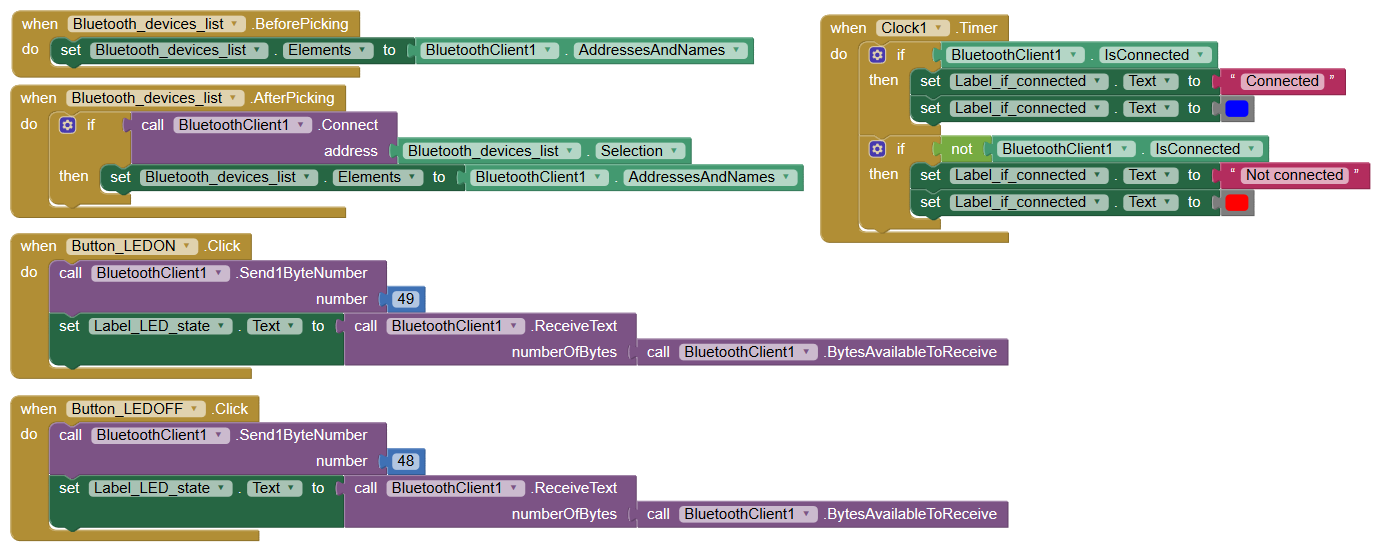 when Bluetooth_devices_list .BeforePicking
do set Bluetooth_devices_list . Elements to BluetoothClient1 . AddressesAndNames
when Bluetooth_devices_list .AfterPicking
do if call BluetoothClient1 .Connect
address Bluetooth_devices_list . Selection
then set Bluetooth_devices_list . Elements to BluetoothClient1 . AddressesAndNames
when Button_LEDON .Click
do call BluetoothClient1 .Send1ByteNumber
number 49
set Label_LED_state . Text to call BluetoothClient1 .ReceiveText
numberOfBytes call BluetoothClient1 .BytesAvailableToReceive
when Button_LEDOFF .Click
do call BluetoothClient1 .Send1ByteNumber
number 48
set Label_LED_state . Text to call BluetoothClient1 .ReceiveText
numberOfBytes call BluetoothClient1 .BytesAvailableToReceive
when Clock1 .Timer
do if BluetoothClient1 . IsConnected
then set Label_if_connected . Text to “ Connected ”
set Label_if_connected . Text to
if not BluetoothClient1 . IsConnected
then set Label_if_connected . Text to “ Not connected ”
set Label_if_connected . Text to